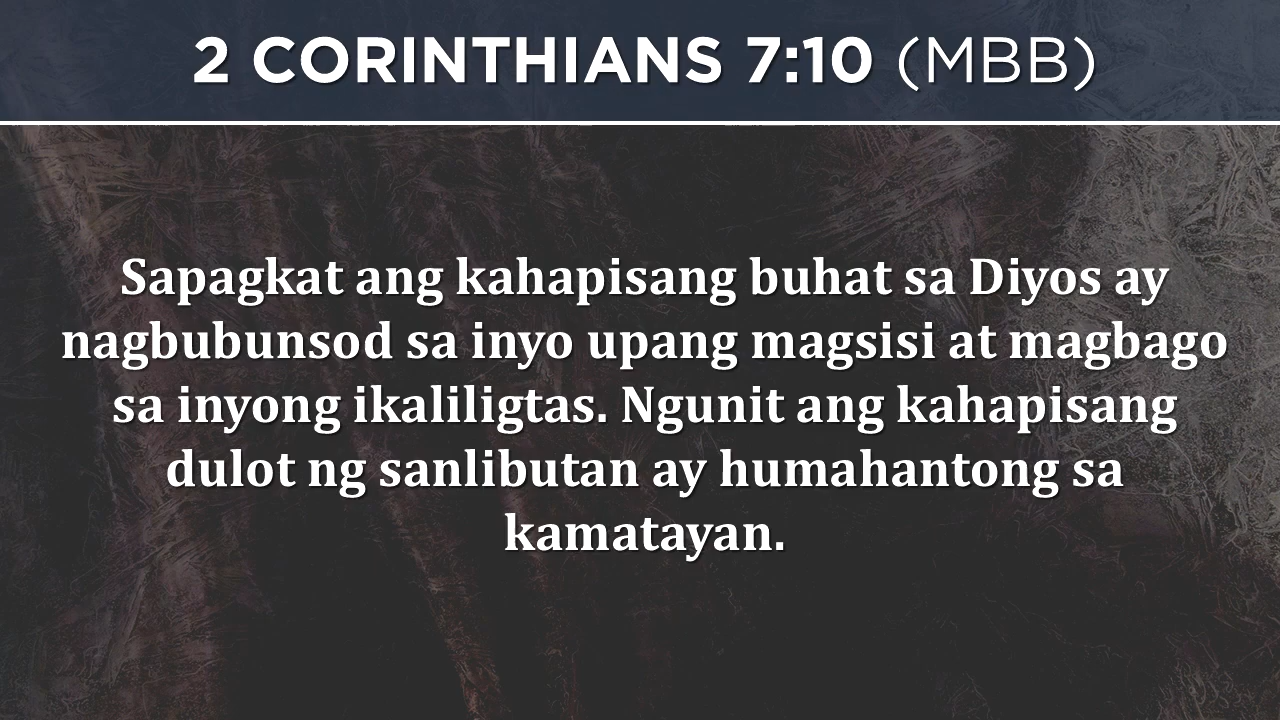 2 CORINTHIANS 7:10 (MBB)
Sapagkat ang kahapisang buhat sa Diyos ay
nagbubunsod sa inyo upang magsisi at magbago
sa inyong ikaliligtas. Ngunit ang kahapisang
dulot ng sanlibutan ay humahantong sa
kamatayan.